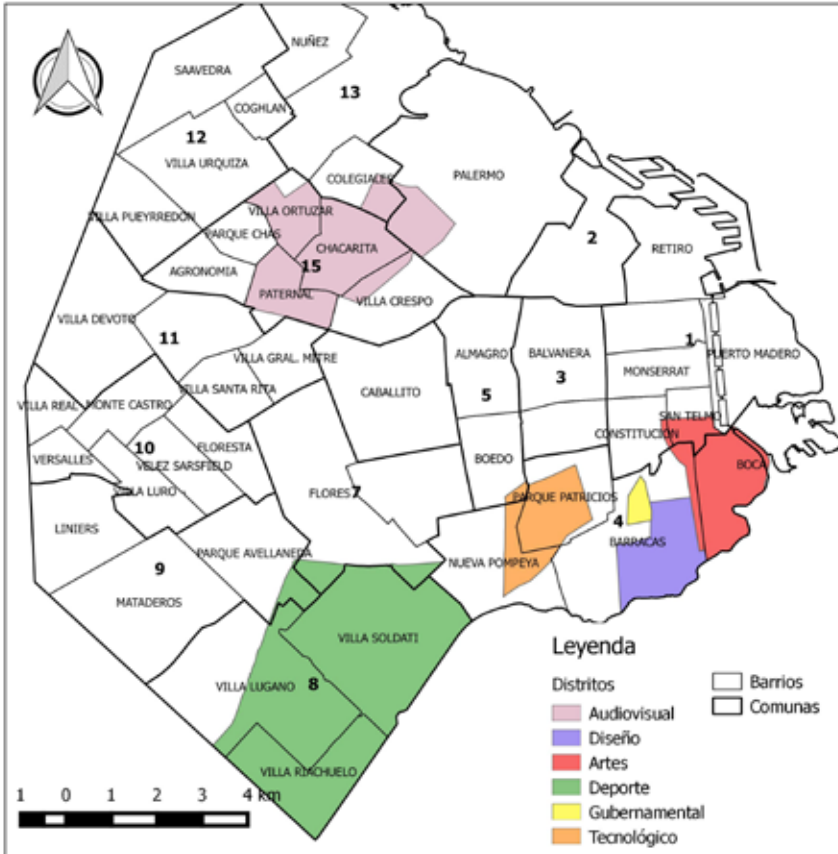 NUÑEZ
SAAVEDRA
13
COGHLAN
12
VILLA URQUIZA
COLEGIALES
PALERMO
VILLA PUEYRREDÓN
VILLA ORTUZAR
PARQUE CHAS
2
CHACARITA
RETIRO
AGRONOMIA
15
PATERNAL
VILLA CRESPO
VILLA DEVOTO
11
1
VILLA GRAL. MITRE
ALMAGRO
BALVANERA
PUERTO MADERO
MONSERRAT
VILLA SANTA RITA
CABALLITO
5
3
VILLA REAL
MONTE CASTRO
SAN TELMO
CONSTITUCION
10
FLORESTA
VERSALLES
VELEZ SARSFIELD
BOEDO
BOCA
VILLA LURO
FLORES
7
PARQUE PATRICIOS
LINIERS
4
BARRACAS
PARQUE AVELLANEDA
NUEVA POMPEYA
9
MATADEROS
VILLA SOLDATI
VILLA LUGANO
8
VILLA RIACHUELO
Leyenda
Distritos
Audiovisual
Diseño
Artes
Deporte
Gubernamental
Tecnológico
Barrios
Comunas
1 0 1 2 3 4 km